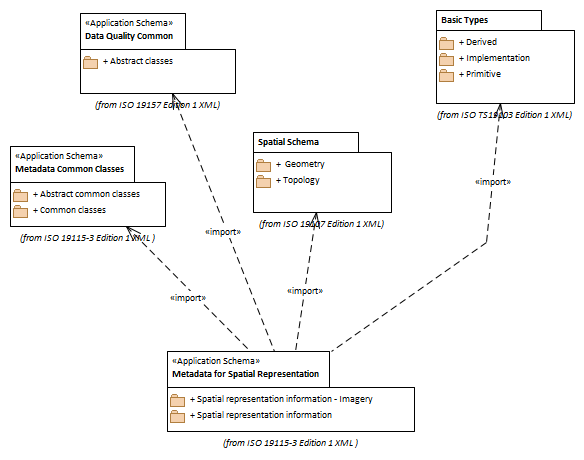 «Application Schema»
Data Quality Common
+ Abstract classes
(from ISO 19157 Edition 1 XML)
Basic Types
+ Derived
+ Implementation
+ Primitive
(from ISO TS19103 Edition 1 XML)
«Application Schema»
Metadata Common Classes
+ Abstract common classes
+ Common classes
(from ISO 19115-3 Edition 1 XML )
Spatial Schema
+ Geometry
+ Topology
(from ISO 19107 Edition 1 XML)
«import»
«import»
«import»
«import»
«Application Schema»
Metadata for Spatial Representation
+ Spatial representation information - Imagery
+ Spatial representation information
(from ISO 19115-3 Edition 1 XML )